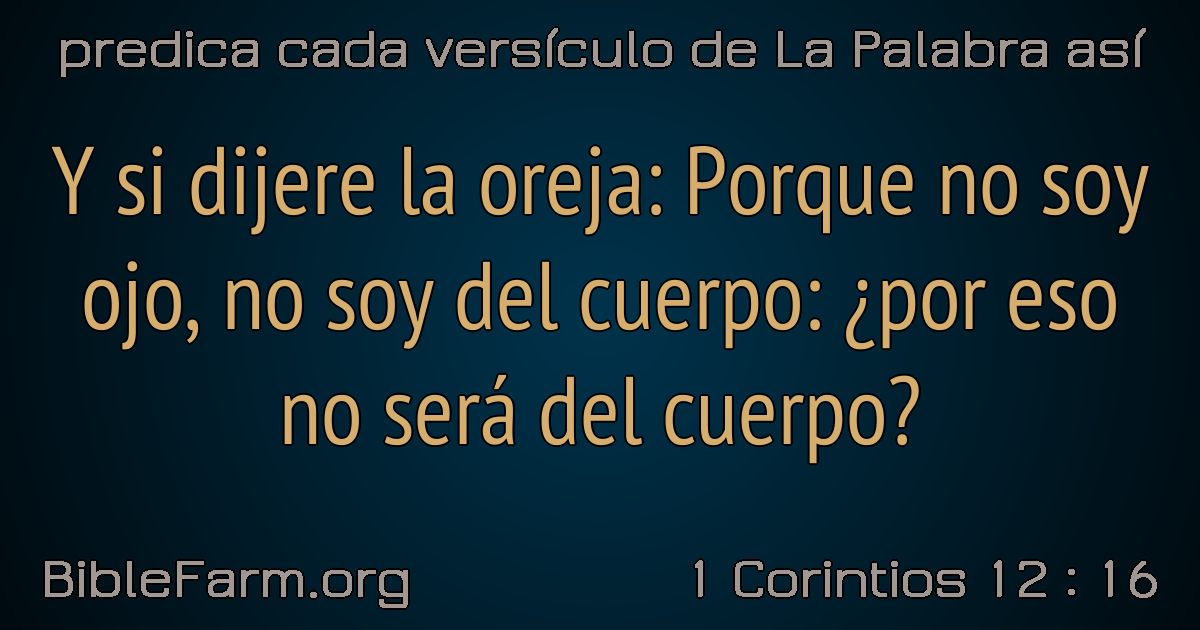 predica cada versículo de La Palabra así
Y si dijere la oreja: Porque no soy
ojo, no soy del cuerpo: ¿por eso
no será del cuerpo?
BibleFarm.org
1 Corintios 12 : 16